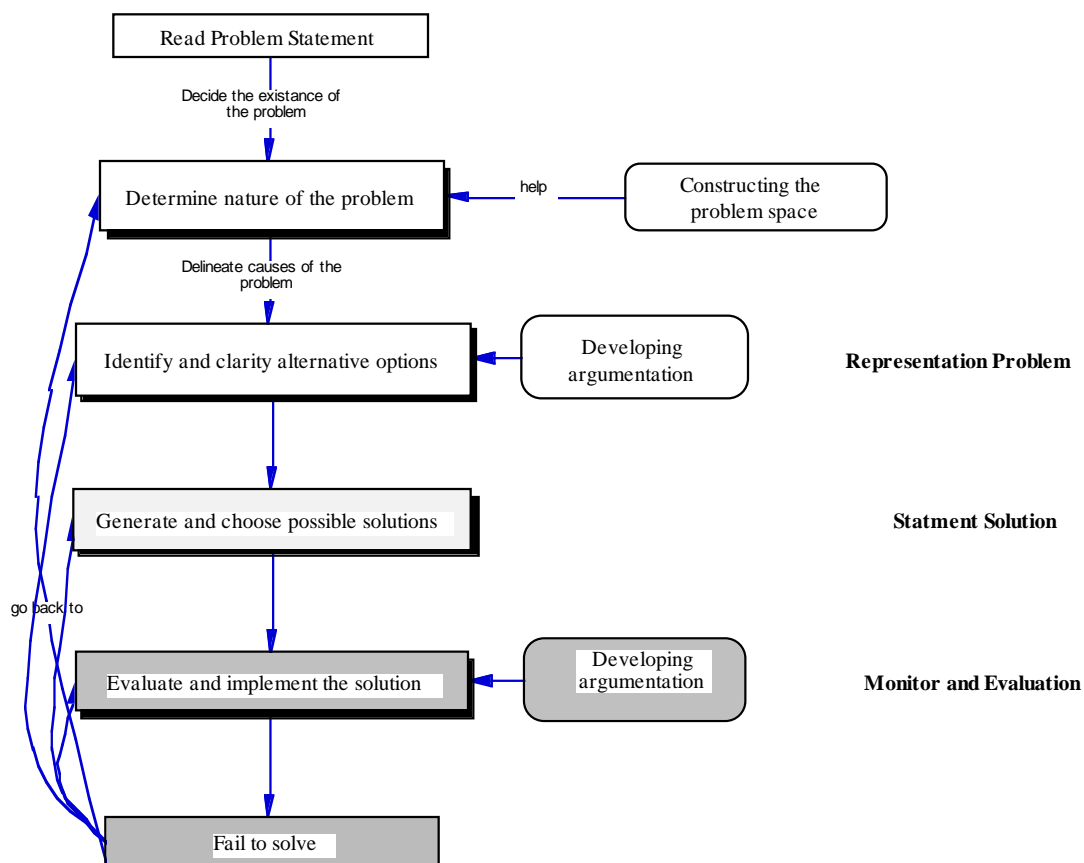 Read Problem Statement
Decide the existance of
the problem
Determine nature of the problem
help
Constructing the
problem space
Delineate causes of the
problem
Identify and clarity alternative options
Developing
argumentation
Representation Problem
Generate and choose possible solutions
Statment Solution
go back to
Evaluate and implement the solution
Developing
argumentation
Monitor and Evaluation
Fail to solve